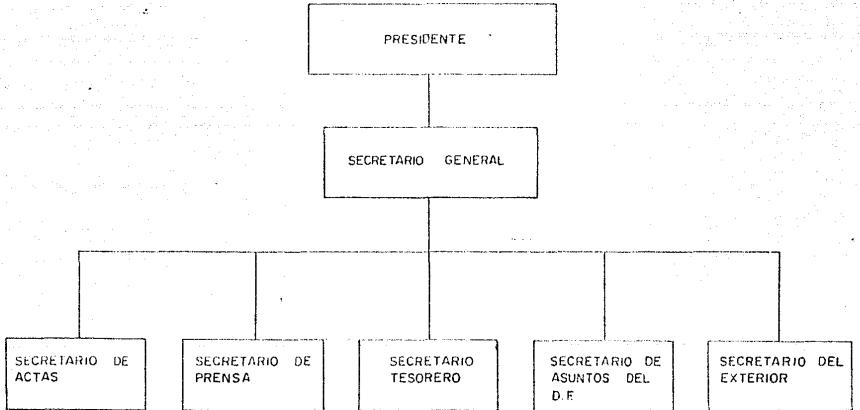 PRESIDENTE
SECRETARIO GENERAL
SECRETARIO DE
ACTAS
SECRETARIO DE
PRENSA
SECRETARIO
TESORERO
SECRETARIO DE
ASUNTOS DEL
D.F.
SECRETARIO DEL
EXTERIOR